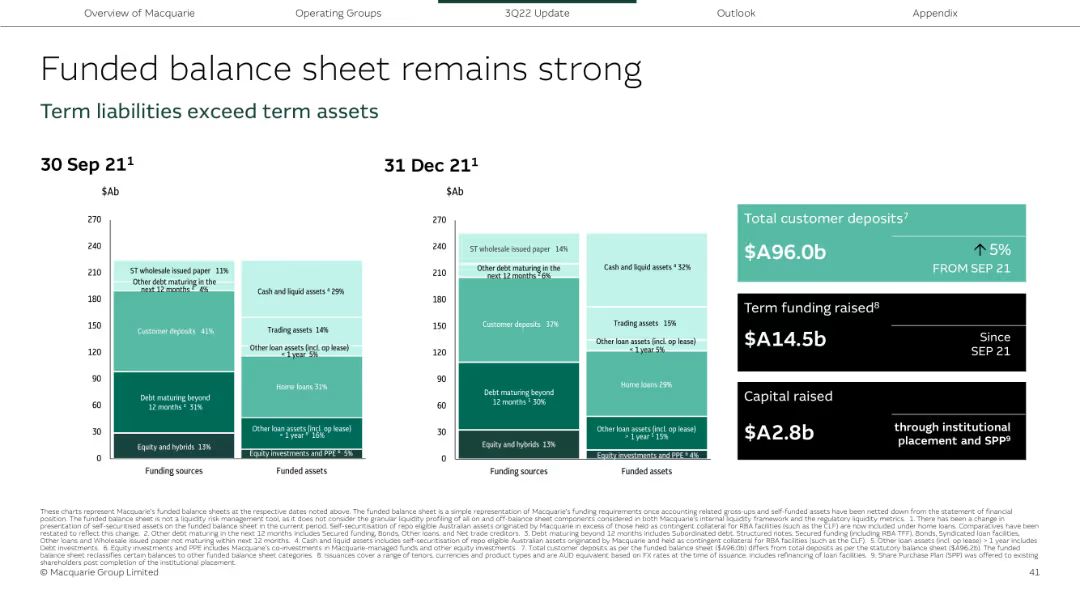 Overview of Macquarie
Operating Groups
3Q22 Update
Outlook
Appendix
Funded balance sheet remains strong
Term liabilities exceed term assets
30 Sep 21¹
$Ab
270
240
210
180
150
120
90
60
30
0
ST wholesale issued paper 11%
Other debt maturing in the
next 12 months ² 4%
Customer deposits 41%
Debt maturing beyond
12 months ³ 31%
Equity and hybrids 13%
Funding sources
Cash and liquid assets ⁴ 29%
Trading assets 14%
Other loan assets (incl. op lease)
< 1 year 5%
Home loans 31%
Other loan assets (incl. op lease)
> 1 year ⁵ 16%
Equity investments and PPE ⁶ 5%
Funded assets
31 Dec 21¹
$Ab
270
240
210
180
150
120
90
60
30
0
ST wholesale issued paper 14%
Other debt maturing in the
next 12 months ² 6%
Customer deposits 37%
Debt maturing beyond
12 months ³ 30%
Equity and hybrids 13%
Funding sources
Cash and liquid assets ⁴ 32%
Trading assets 15%
Other loan assets (incl. op lease)
< 1 year 5%
Home loans 29%
Other loan assets (incl. op lease)
> 1 year ⁵ 15%
Equity investments and PPE ⁶ 4%
Funded assets
Total customer deposits⁷
$A96.0b
↑ 5%
FROM SEP 21
Term funding raised⁸
$A14.5b
Since
SEP 21
Capital raised
$A2.8b
through institutional
placement and SPP⁹
These charts represent Macquarie's funded balance sheets at the respective dates noted above. The funded balance sheet is a simple representation of Macquarie's funding requirements once accounting related gross-ups and self-funded assets have been netted down from the statement of financial
position. The funded balance sheet is not a liquidity risk management tool, as it does not consider the granular liquidity profiling of all on and off-balance sheet components considered in both Macquarie's internal liquidity framework and the regulatory liquidity metrics. 1. There has been a change in
presentation of self-securitised assets on the funded balance sheet in the current period. Self-securitisation of repo eligible Australian assets originated by Macquarie in excess of those held as contingent collateral for RBA facilities (such as the CLF) are now included under home loans. Comparatives have been
restated to reflect this change. 2. Other debt maturing in the next 12 months includes Secured funding, Bonds, Other loans, and Net trade creditors. 3. Debt maturing beyond 12 months includes Subordinated debt, Structured notes, Secured funding (including RBA TFF), Bonds, Syndicated loan facilities,
Other loans and Wholesale issued paper not maturing within next 12 months. 4. Cash and liquid assets includes self-securitisation of repo eligible Australian assets originated by Macquarie and held as contingent collateral for RBA facilities (such as the CLF). 5. Other loan assets (incl op lease) > 1 year includes
Debt investments. 6. Equity investments and PPE includes Macquarie's co-investments in Macquarie-managed funds and other equity investments. 7. Total customer deposits as per the funded balance sheet ($A96.0b) differs from total deposits as per the statutory balance sheet ($A96.2b). The funded
balance sheet reclassifies certain balances to other funded balance sheet categories. 8. Issuances cover a range of tenors, currencies and product types and are AUD equivalent based on FX rates at the time of issuance. includes refinancing of loan facilities. 9. Share Purchase Plan (SPP) was offered to existing
shareholders post completion of the institutional placement.
© Macquarie Group Limited
41